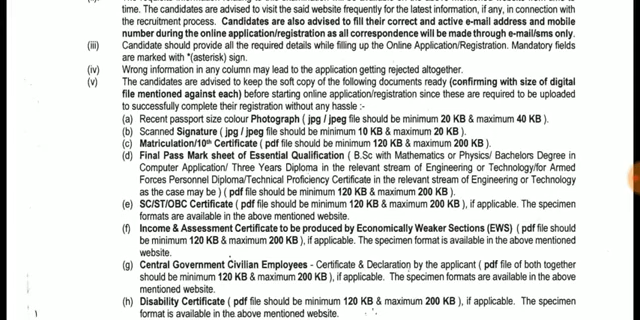 time. The candidates are advised to visit the said website frequently for the latest information, if any, in connection with
the recruitment process. Candidates are also advised to fill their correct and active e-mail address and mobile
number during the online application/registration as all correspondence will be made through e-mail/sms only.
(iii) Candidate should provide all the required details while filling up the Online Application/Registration. Mandatory fields
are marked with *(asterisk) sign.
(iv) Wrong information in any column may lead to the application getting rejected altogether.
(v) The candidates are advised to keep the soft copy of the following documents ready (confirming with size of digital
file mentioned against each) before starting online application/registration since these are required to be uploaded
to successfully complete their registration without any hassle :-
(a) Recent passport size colour Photograph ( jpg / jpeg file should be minimum 20 KB & maximum 40 KB ).
(b) Scanned Signature ( jpg / jpeg file should be minimum 10 KB & maximum 20 KB ).
(c) Matriculation/10th Certificate ( pdf file should be minimum 120 KB & maximum 200 KB ).
(d) Final Pass Mark sheet of Essential Qualification ( B.Sc with Mathematics or Physics/ Bachelors Degree in
Computer Application/ Three Years Diploma in the relevant stream of Engineering or Technology/for Armed
Forces Personnel Diploma/Technical Proficiency Certificate in the relevant stream of Engineering or Technology
as the case may be ) ( pdf file should be minimum 120 KB & maximum 200 KB ).
(e) SC/ST/OBC Certificate ( pdf file should be minimum 120 KB & maximum 200 KB ), if applicable. The specimen
formats are available in the above mentioned website.
(f) Income & Assessment Certificate to be produced by Economically Weaker Sections (EWS) ( pdf file should
be minimum 120 KB & maximum 200 KB ), if applicable. The specimen format is available in the above mentioned
website.
(g) Central Government Civilian Employees - Certificate & Declaration by the applicant ( pdf file of both together
should be minimum 120 KB & maximum 200 KB ), if applicable. The specimen formats are available in the above
mentioned website.
(h) Disability Certificate ( pdf file should be minimum 120 KB & maximum 200 KB ), if applicable. The specimen
format is available in the above mentioned website.